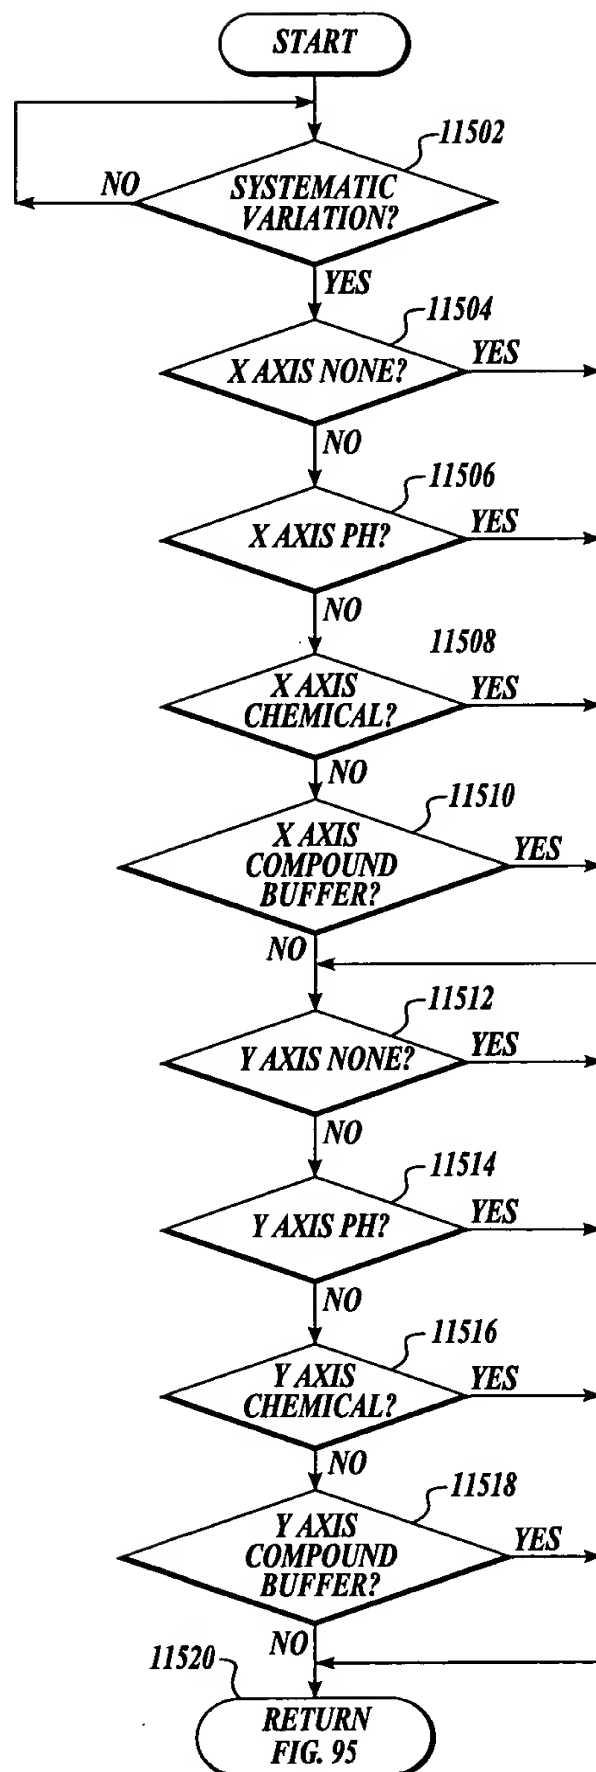 START
11502
NO
SYSTEMATIC
VARIATION?
YES
11504
X AXIS NONE?
YES
NO
11506
X AXIS PH?
YES
NO
11508
X AXIS
CHEMICAL?
YES
NO
11510
X AXIS
COMPOUND
BUFFER?
YES
NO
11512
Y AXIS NONE?
YES
NO
11514
Y AXIS PH?
YES
NO
11516
Y AXIS
CHEMICAL?
YES
NO
11518
Y AXIS
COMPOUND
BUFFER?
YES
NO
11520
RETURN
FIG. 95